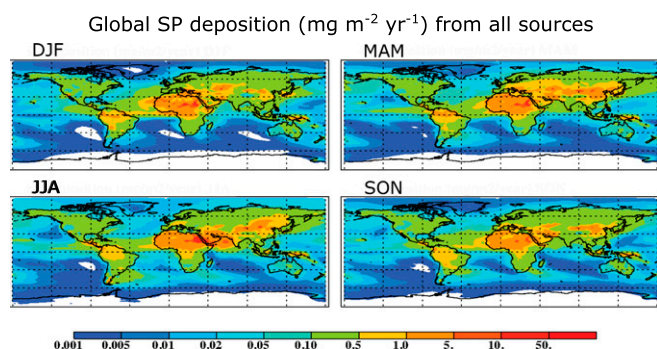 Global SP deposition (mg m⁻² yr⁻¹) from all sources
DJF MAM
JJA SON
0.001 0.005 0.01 0.02 0.05 0.10 0.5 1.0 5. 10. 50.